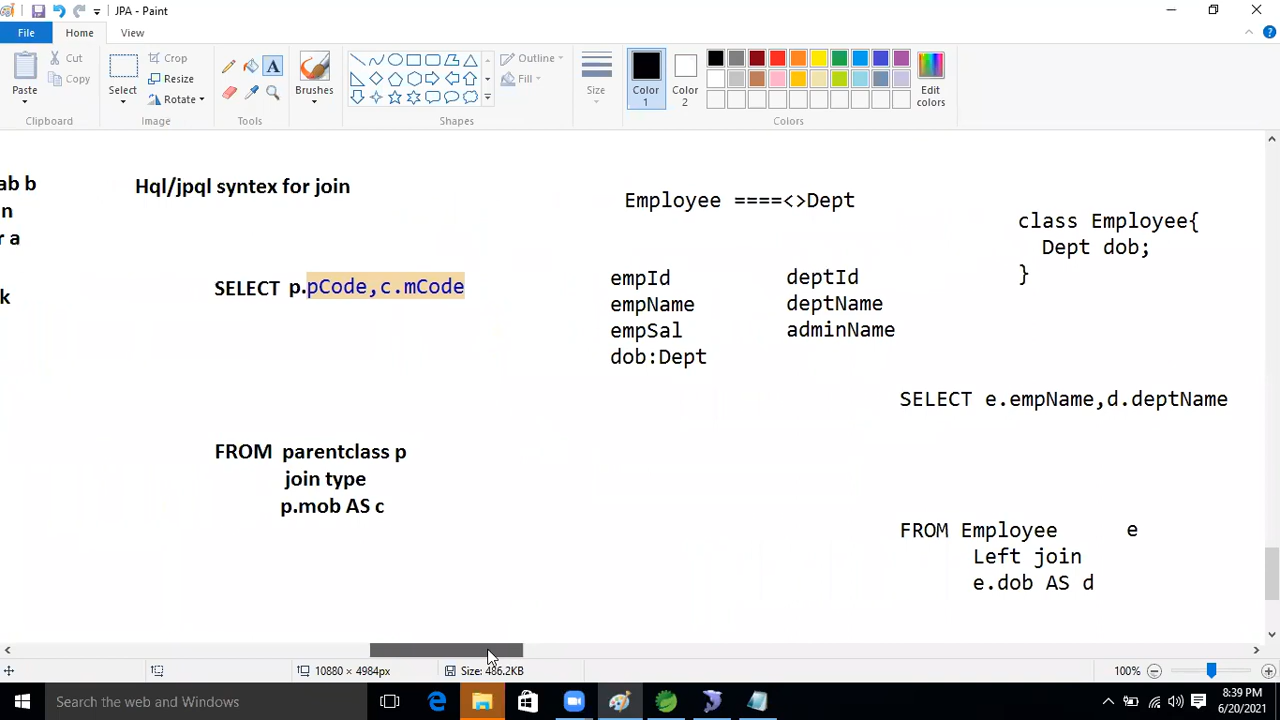 JPA - Paint
File
Home
View
Paste
Cut
Copy
Clipboard
Select
Crop
Resize
Rotate
Image
A
Tools
Brushes
Outline
Fill
Shapes
Size
Color
1
Color
2
Edit
colors
Colors
ab b
n
r a
k
Hql/jpql syntex for join
SELECT p.pCode,c.mCode
FROM parentclass p
join type
p.mob AS c
Employee ====<>Dept
empId
empName
empSal
dob:Dept
deptId
deptName
adminName
class Employee{
Dept dob;
}
SELECT e.empName,d.deptName
FROM Employee e
Left join
e.dob AS d
10880 × 4984px
Size: 486.2KB
100%
Search the web and Windows
8:39 PM
6/20/2021